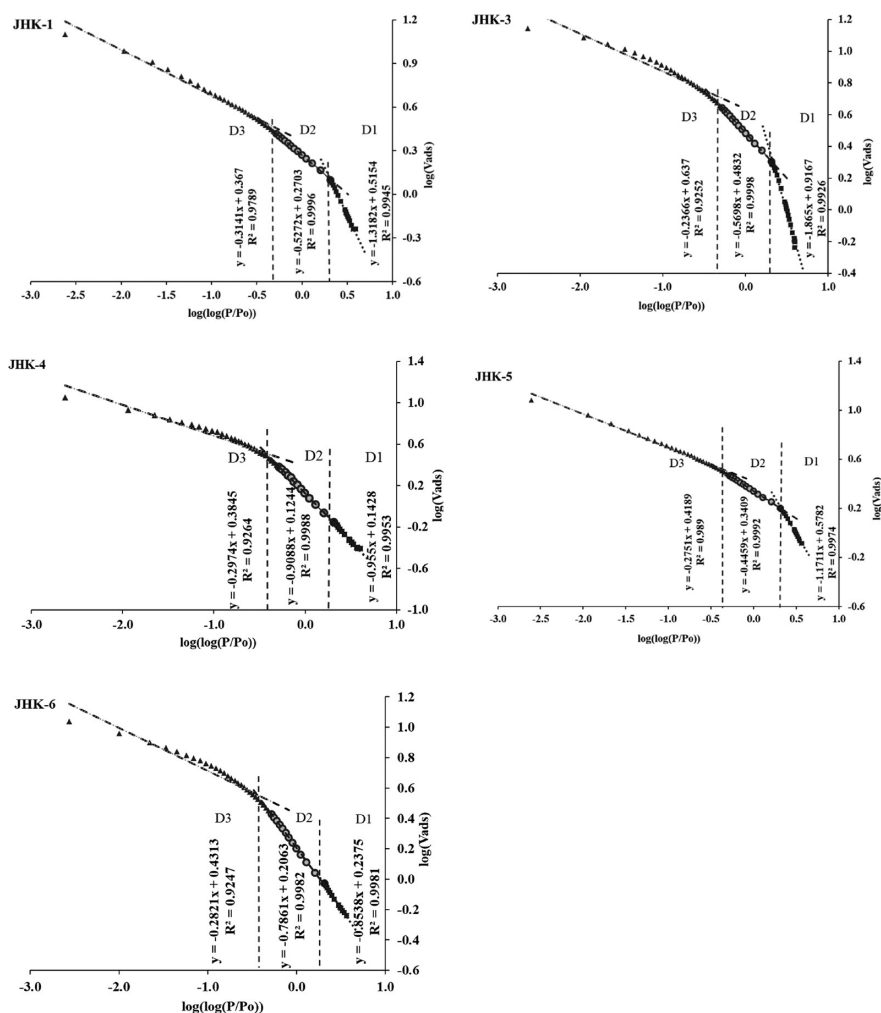 JHK-1
1.2
0.9
0.6
0.3
0.0
-0.3
-0.6
log(Vads)
D3
D2
D1
y = -0.3141x + 0.367
R² = 0.9789
y = -0.5272x + 0.2703
R² = 0.9996
y = -1.3182x + 0.5154
R² = 0.9945
-3.0 -2.5 -2.0 -1.5 -1.0 -0.5 0.0 0.5 1.0
log(log(P/Po))
JHK-3
1.2
1.0
0.8
0.6
0.4
0.2
0.0
-0.2
-0.4
log(Vads)
D3
D2
D1
y = -0.2366x + 0.637
R² = 0.9252
y = -0.5698x + 0.4832
R² = 0.9998
y = -1.865x + 0.9167
R² = 0.9926
-3.0 -2.0 -1.0 0.0 1.0
log(log(P/Po))
JHK-4
1.4
1.0
0.6
0.2
-0.2
-0.6
-1.0
log(Vads)
D3
D2
D1
y = -0.2974x + 0.3845
R² = 0.9264
y = -0.9088x + 0.1244
R² = 0.9988
y = -0.955x + 0.1428
R² = 0.9953
-3.0 -2.0 -1.0 0.0 1.0
log(log(P/Po))
JHK-5
1.4
1.0
0.6
0.2
-0.2
-0.6
log(Vads)
D3
D2
D1
y = -0.2751x + 0.4189
R² = 0.989
y = -0.4459x + 0.3409
R² = 0.9992
y = -1.1711x + 0.5782
R² = 0.9974
-3.0 -2.5 -2.0 -1.5 -1.0 -0.5 0.0 0.5 1.0
log(log(P/Po))
JHK-6
1.2
1.0
0.8
0.6
0.4
0.2
0.0
-0.2
-0.4
-0.6
log(Vads)
D3
D2
D1
y = -0.2821x + 0.4313
R² = 0.9247
y = -0.7861x + 0.2063
R² = 0.9982
y = -0.8538x + 0.2375
R² = 0.9981
-3.0 -2.0 -1.0 0.0 1.0
log(log(P/Po))